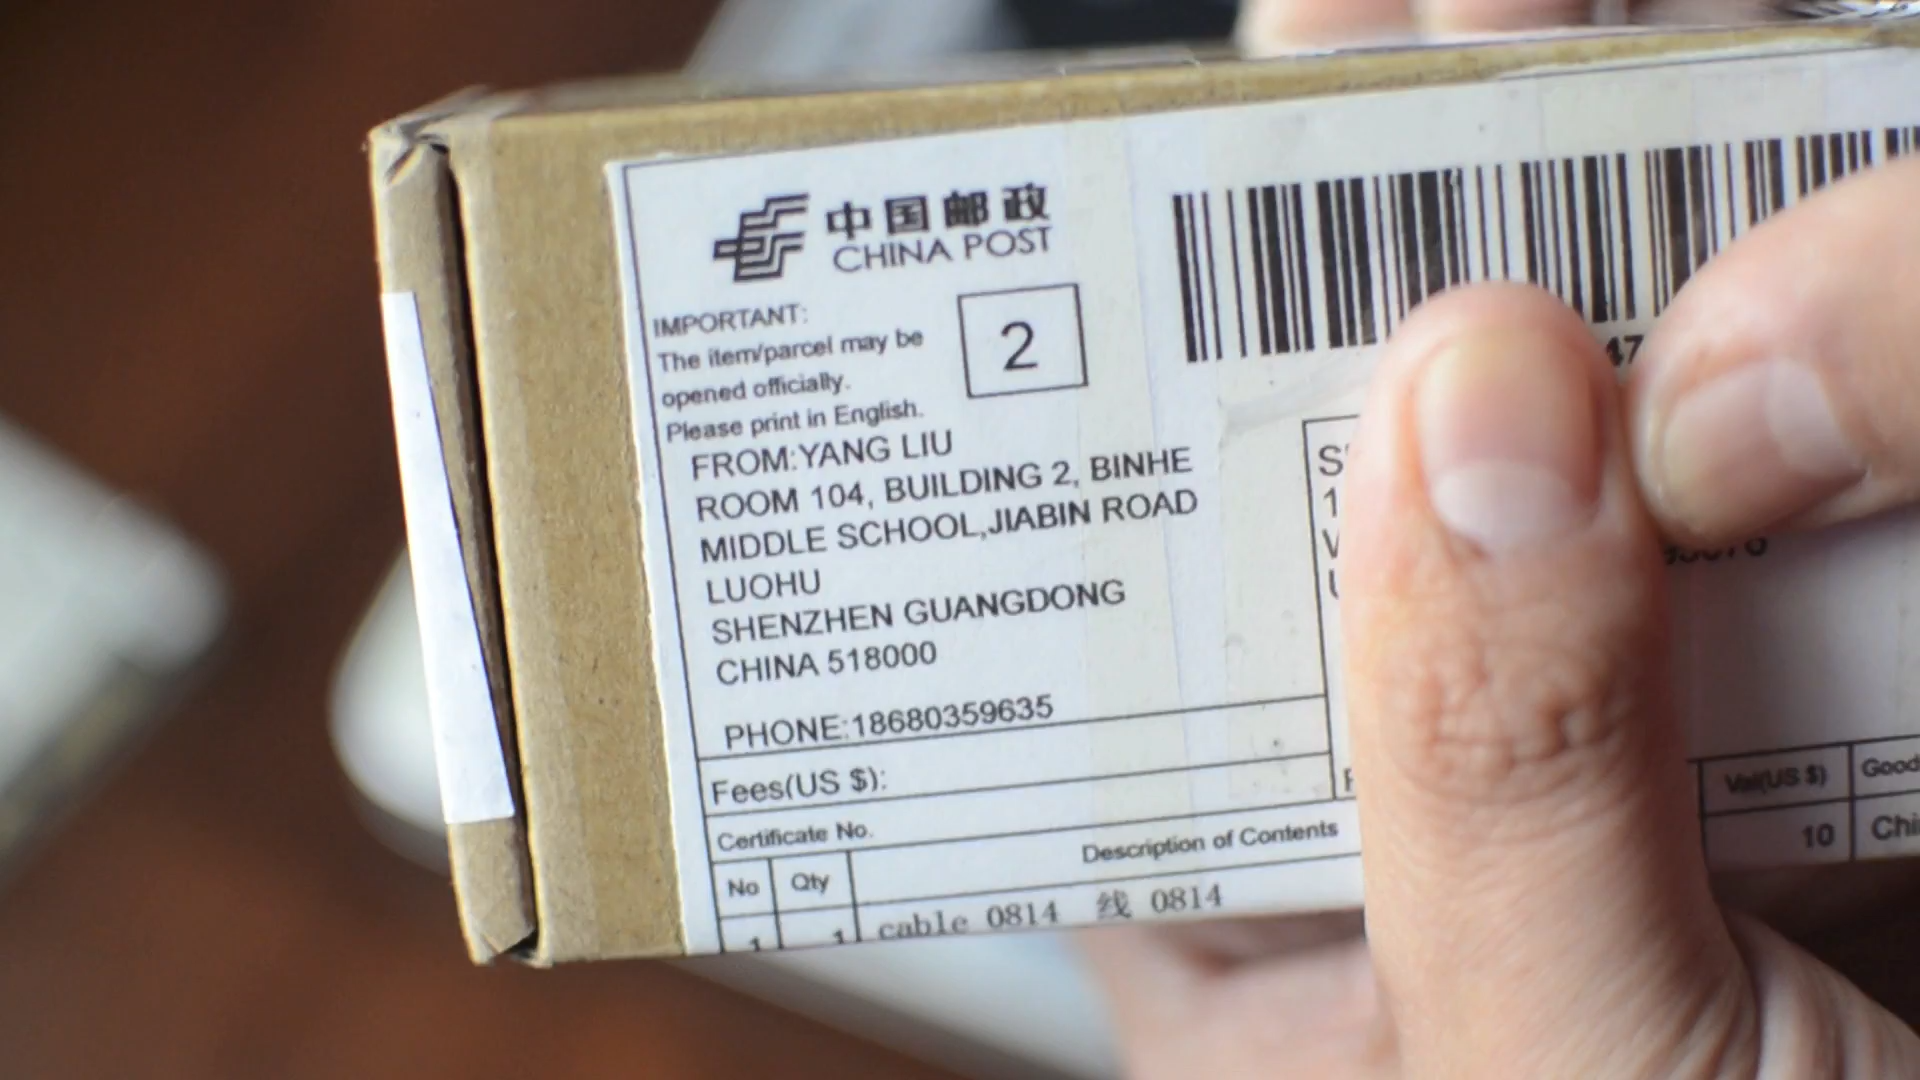 中国邮政
CHINA POST
IMPORTANT:
The item/parcel may be
opened officially.
Please print in English.
2
FROM:YANG LIU
ROOM 104, BUILDING 2, BINHE
MIDDLE SCHOOL,JIABIN ROAD
LUOHU
SHENZHEN GUANGDONG
CHINA 518000
PHONE:18680359635
Fees(US $):
Certificate No.
No Qty Description of Contents Val(US $)
1 1 cable 0814 线 0814 10
47